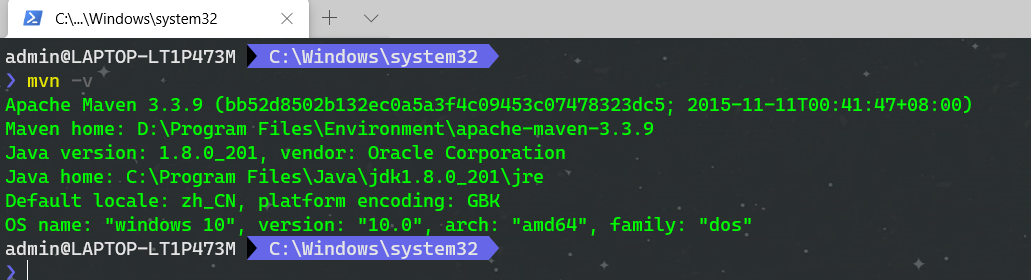 C:\...\Windows\system32
admin@LAPTOP-LT1P473M C:\Windows\system32
❯ mvn -v
Apache Maven 3.3.9 (bb52d8502b132ec0a5a3f4c09453c07478323dc5; 2015-11-11T00:41:47+08:00)
Maven home: D:\Program Files\Environment\apache-maven-3.3.9
Java version: 1.8.0_201, vendor: Oracle Corporation
Java home: C:\Program Files\Java\jdk1.8.0_201\jre
Default locale: zh_CN, platform encoding: GBK
OS name: "windows 10", version: "10.0", arch: "amd64", family: "dos"
admin@LAPTOP-LT1P473M C:\Windows\system32
❯